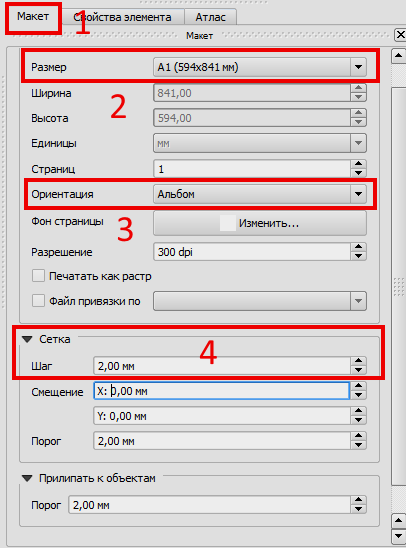 Макет Свойства элемента Атлас
1
Макет
Размер A1 (594x841 мм)
Ширина 841,00
2
Высота 594,00
Единицы мм
Страниц 1
Ориентация Альбом
3
Фон страницы Изменить...
Разрешение 300 dpi
Печатать как растр
Файл привязки по
4
Сетка
Шаг 2,00 мм
Смещение X: 0,00 мм
Y: 0,00 мм
Порог 2,00 мм
Прилипать к объектам
Порог 2,00 мм